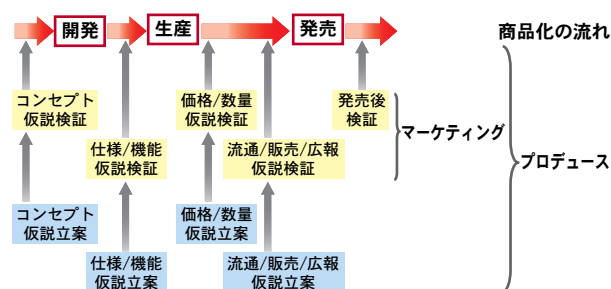 開発
生産
発売
商品化の流れ
コンセプト
仮説検証
価格/数量
仮説検証
発売後
検証
マーケティング
仕様/機能
仮説検証
流通/販売/広報
仮説検証
プロデュース
コンセプト
仮説立案
価格/数量
仮説立案
仕様/機能
仮説立案
流通/販売/広報
仮説立案